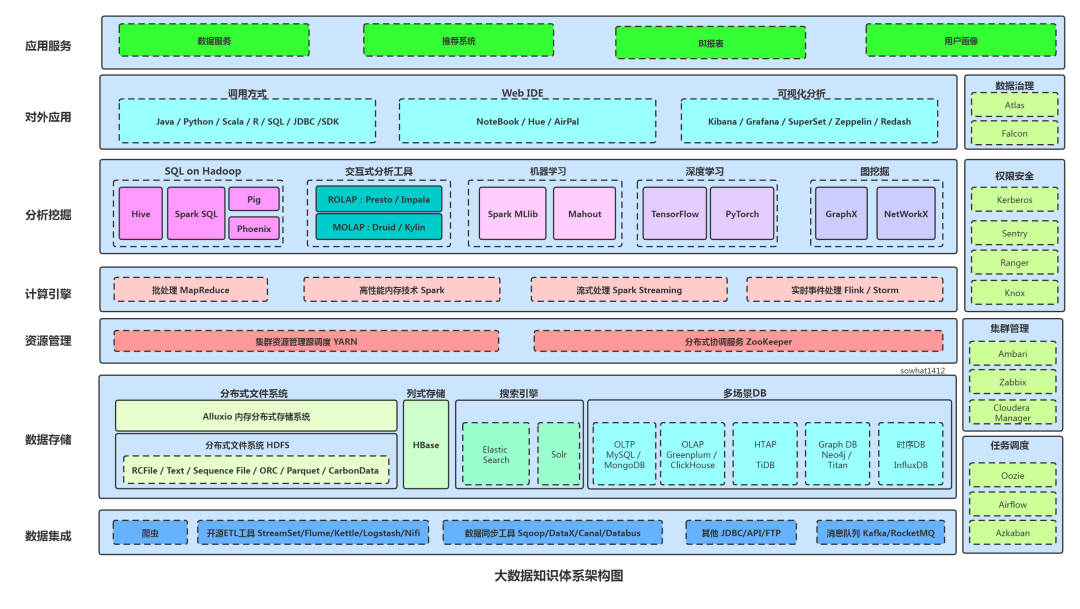 应用服务
数据服务
推荐系统
BI报表
用户画像
对外应用
调用方式
Java / Python / Scala / R / SQL / JDBC /SDK
Web IDE
NoteBook / Hue / AirPal
可视化分析
Kibana / Grafana / SuperSet / Zeppelin / Redash
数据治理
Atlas
Falcon
分析挖掘
SQL on Hadoop
Hive
Spark SQL
Pig
Phoenix
交互式分析工具
ROLAP：Presto / Impala
MOLAP：Druid / Kylin
机器学习
Spark MLlib
Mahout
深度学习
TensorFlow
PyTorch
图挖掘
GraphX
NetWorkX
权限安全
Kerberos
Sentry
Ranger
Knox
计算引擎
批处理 MapReduce
高性能内存技术 Spark
流式处理 Spark Streaming
实时事件处理 Flink / Storm
资源管理
集群资源管理跟调度 YARN
分布式协调服务 ZooKeeper
sowhat1412
集群管理
Ambari
Zabbix
Cloudera
Manager
数据存储
分布式文件系统
Alluxio 内存分布式存储系统
分布式文件系统 HDFS
RCFile / Text / Sequence File / ORC / Parquet / CarbonData
列式存储
HBase
搜索引擎
Elastic
Search
Solr
多场景DB
OLTP
MySQL /
MongoDB
OLAP
Greenplum /
ClickHouse
HTAP
TiDB
Graph DB
Neo4j /
Titan
时序DB
InfluxDB
任务调度
Oozie
Airflow
Azkaban
数据集成
爬虫
开源ETL工具 StreamSet/Flume/Kettle/Logstash/Nifi
数据同步工具 Sqoop/DataX/Canal/Databus
其他 JDBC/API/FTP
消息队列 Kafka/RocketMQ
大数据知识体系架构图